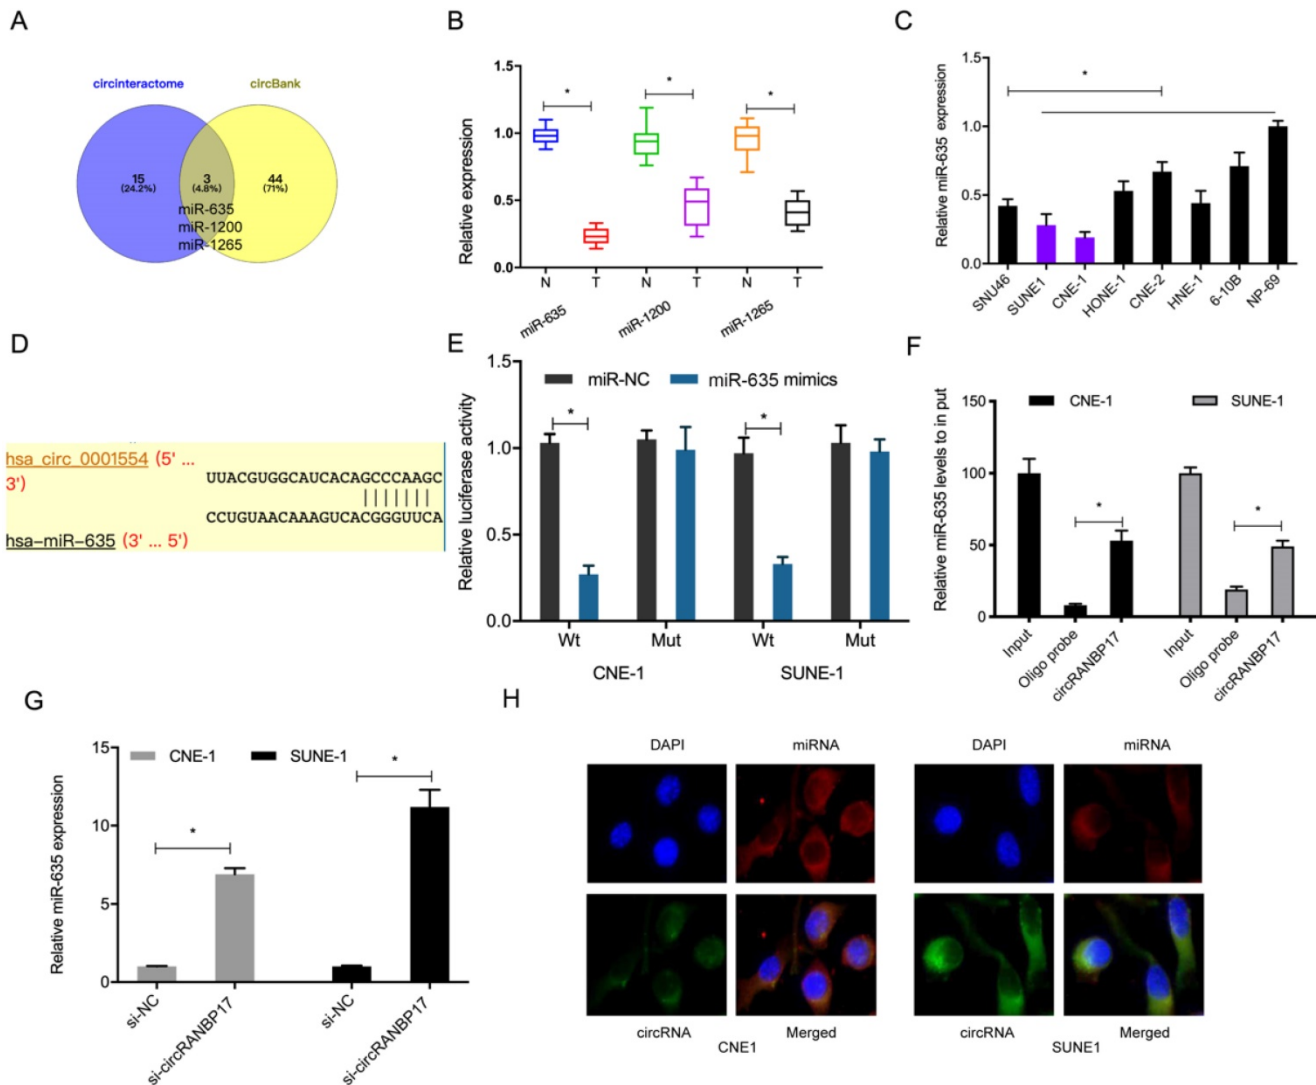 A
circinteractome
circBank
15
(24.2%)
3
(4.8%)
44
(71%)
miR-635
miR-1200
miR-1265
B
Relative expression
1.5
1.0
0.5
0.0
*
*
*
N
T
N
T
N
T
miR-635
miR-1200
miR-1265
C
Relative miR-635 expression
1.5
1.0
0.5
0.0
*
SNU46
SUNE1
CNE-1
HONE-1
CNE-2
HNE-1
6-10B
NP-69
D
hsa_circ_0001554 (5' ...
3')
UUACGUGGCAUCACAGCCCAAGC
|||||||
CCUGUAACAAAGUCACGGGUUCA
hsa-miR-635 (3' ... 5')
E
Relative luciferase activity
1.5
1.0
0.5
0.0
miR-NC
miR-635 mimics
*
*
Wt
Mut
Wt
Mut
CNE-1
SUNE-1
F
Relative miR-635 levels to in put
150
100
50
0
CNE-1
SUNE-1
*
*
Input
Oligo probe
circRANBP17
Input
Oligo probe
circRANBP17
G
Relative miR-635 expression
15
10
5
0
CNE-1
SUNE-1
*
*
si-NC
si-circRANBP17
si-NC
si-circRANBP17
H
DAPI
miRNA
DAPI
miRNA
circRNA
Merged
circRNA
Merged
CNE1
SUNE1